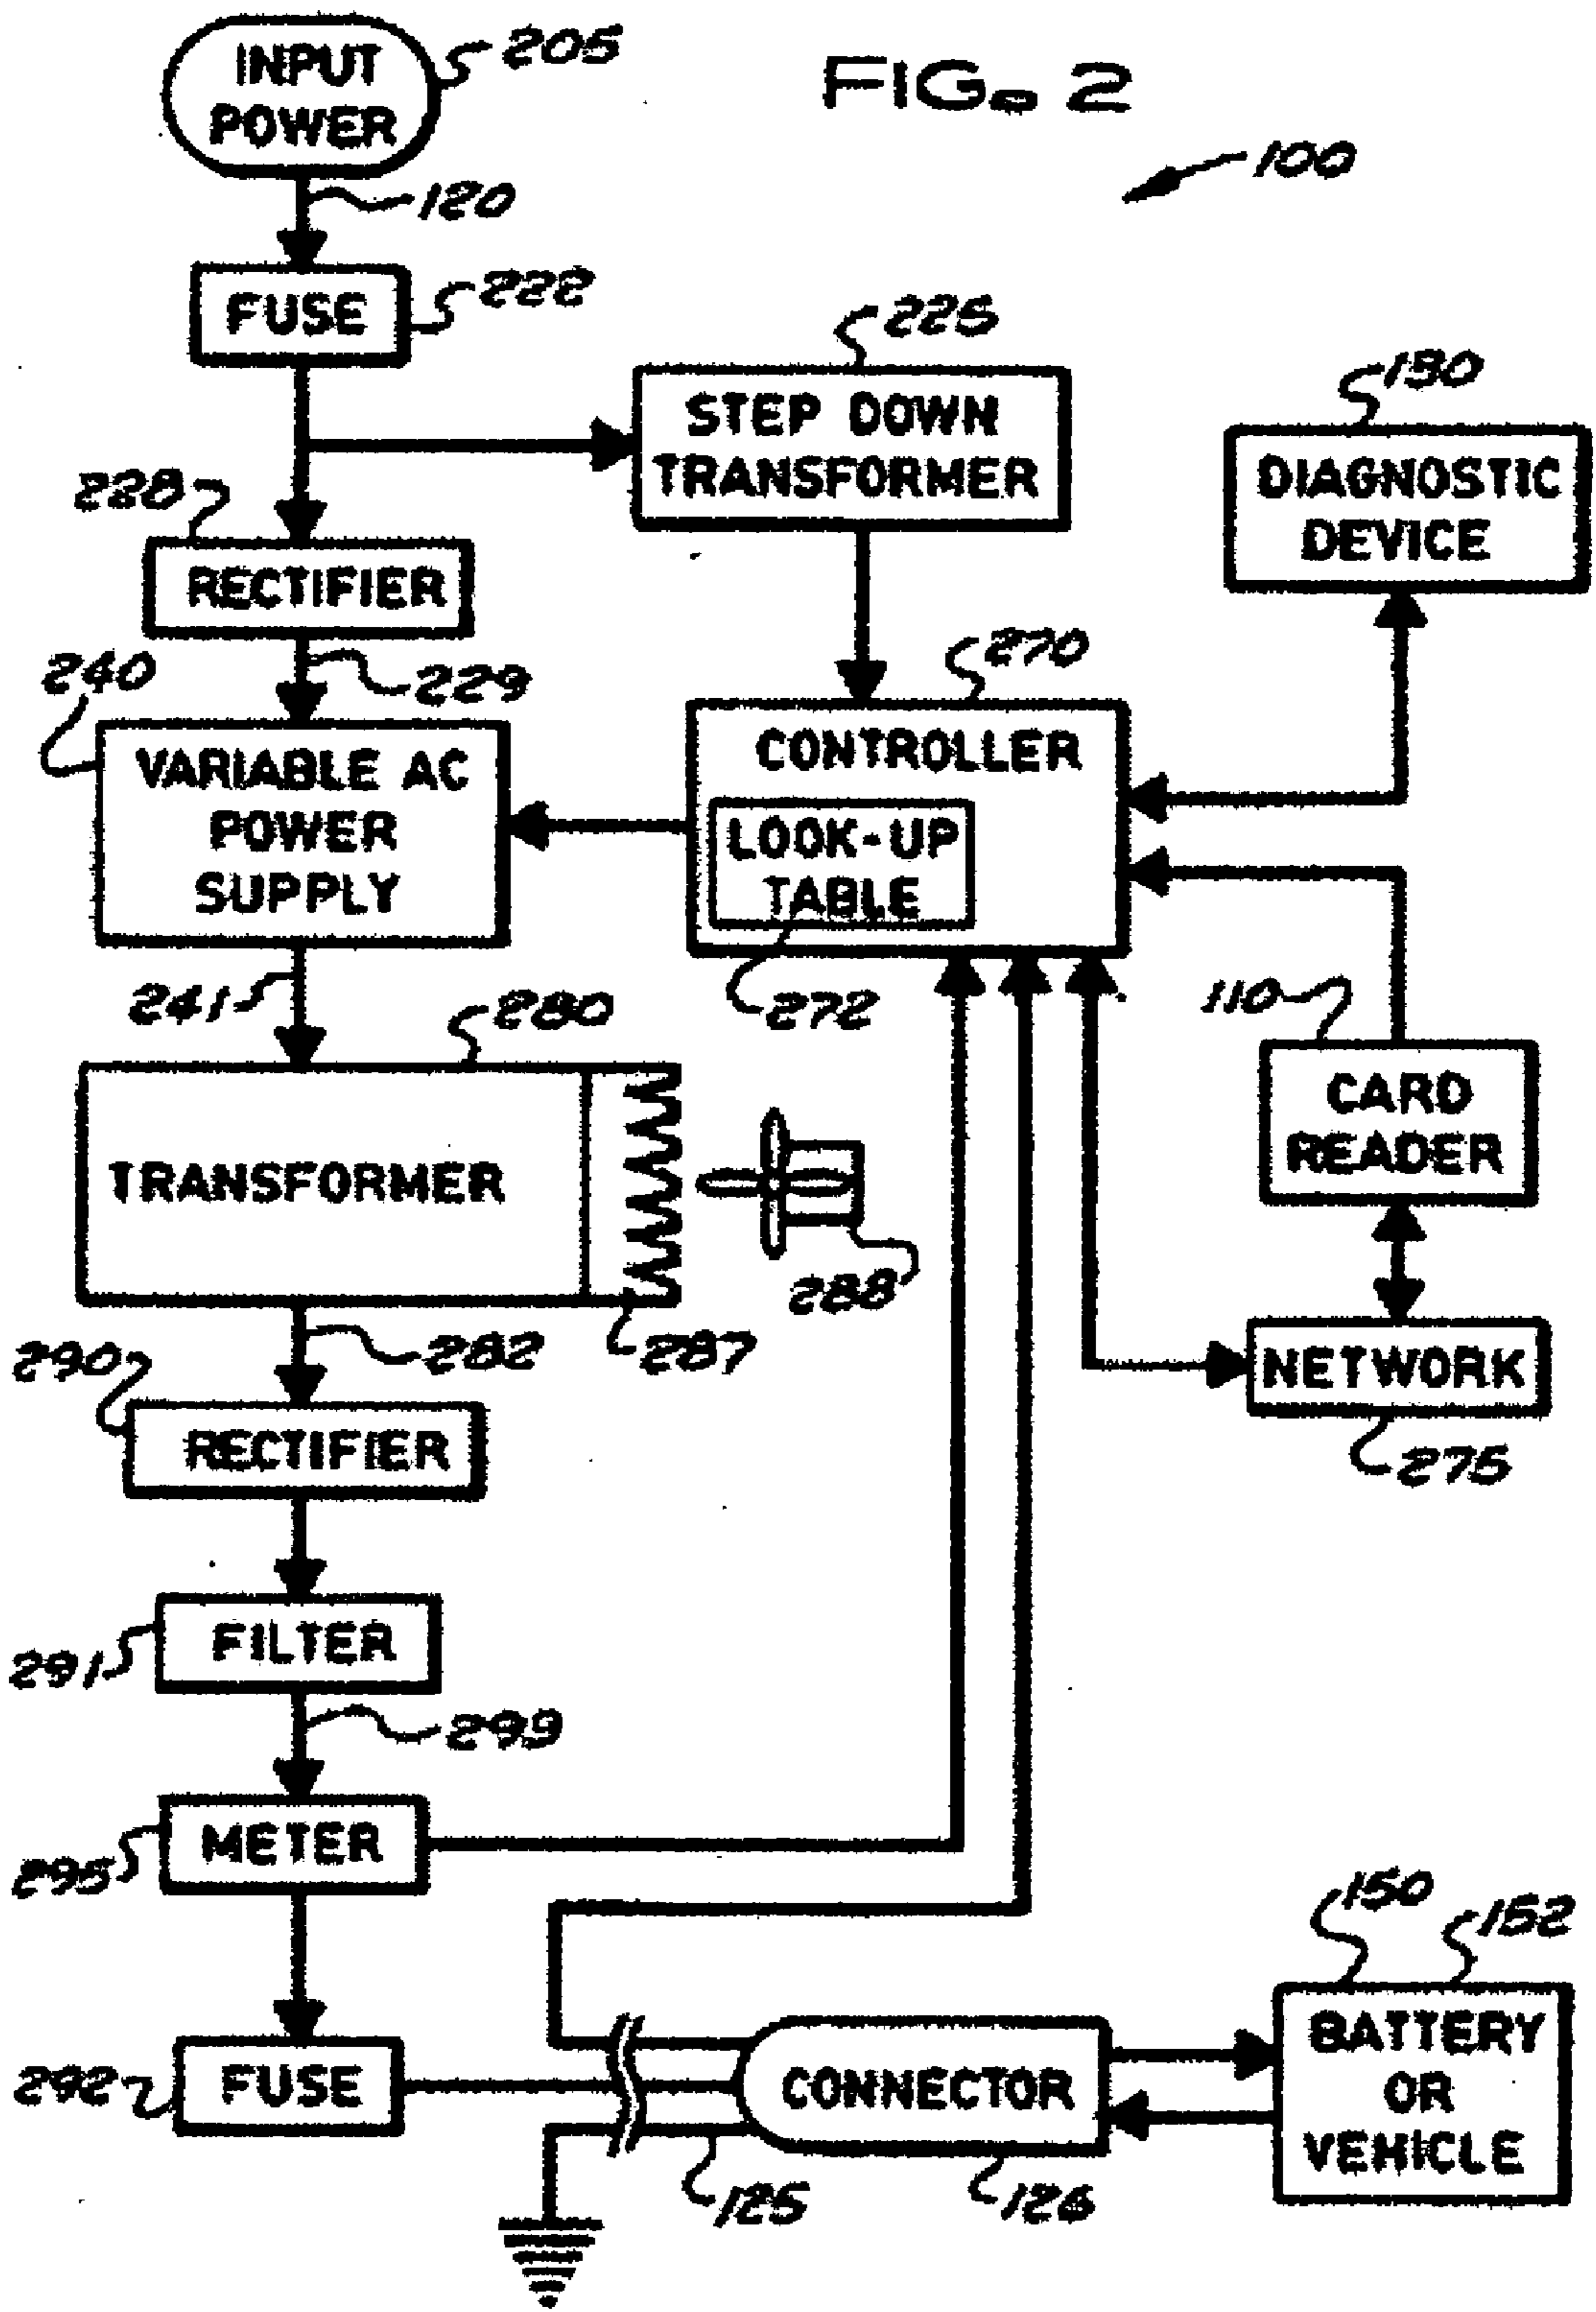 INPUT
POWER
205
FIG. 2
100
120
FUSE
222
225
STEP DOWN
TRANSFORMER
DIAGNOSTIC
DEVICE
228
RECTIFIER
229
240
VARIABLE AC
POWER
SUPPLY
270
CONTROLLER
LOOK-UP
TABLE
272
241
280
TRANSFORMER
287
288
110
CARD
READER
NETWORK
275
282
290
RECTIFIER
FILTER
291
299
METER
295
FUSE
292
CONNECTOR
125
126
150
152
BATTERY
OR
VEHICLE